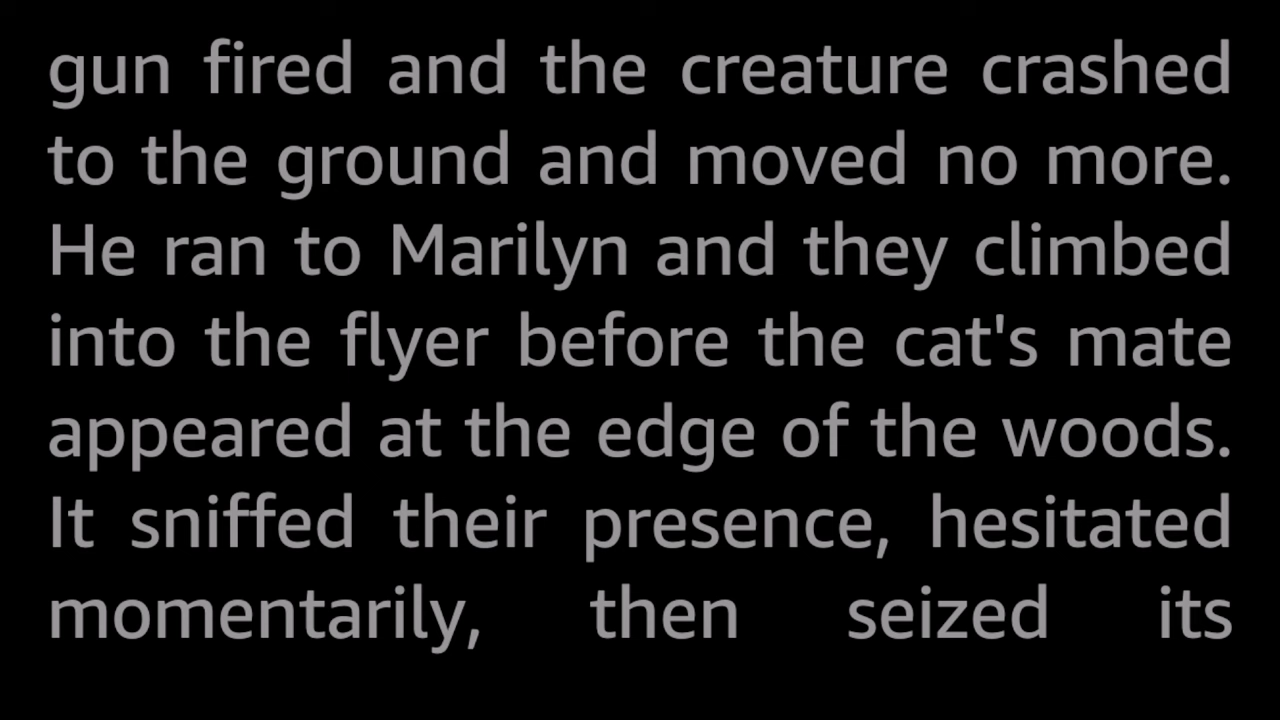 gun fired and the creature crashed
to the ground and moved no more.
He ran to Marilyn and they climbed
into the flyer before the cat's mate
appeared at the edge of the woods.
It sniffed their presence, hesitated
momentarily, then seized its